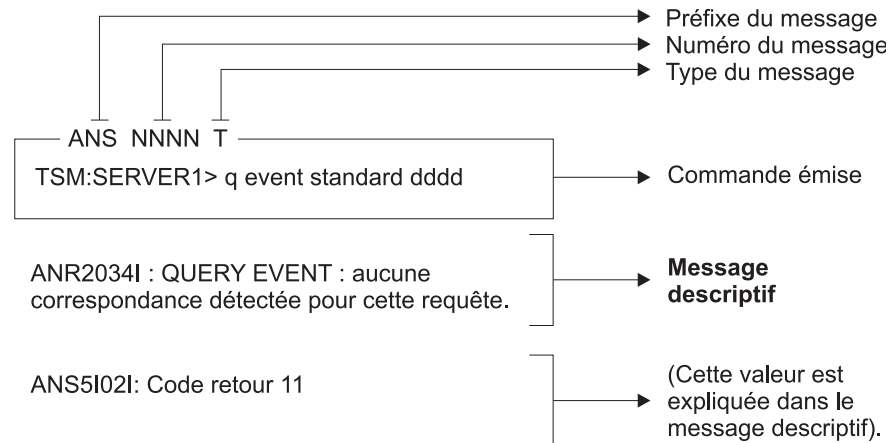 Préfixe du message
Numéro du message
Type du message
ANS NNNN T
TSM:SERVER1> q event standard dddd
Commande émise
ANR2034I : QUERY EVENT : aucune
correspondance détectée pour cette requête.
Message
descriptif
ANS5I02I: Code retour 11
(Cette valeur est
expliquée dans le
message descriptif).